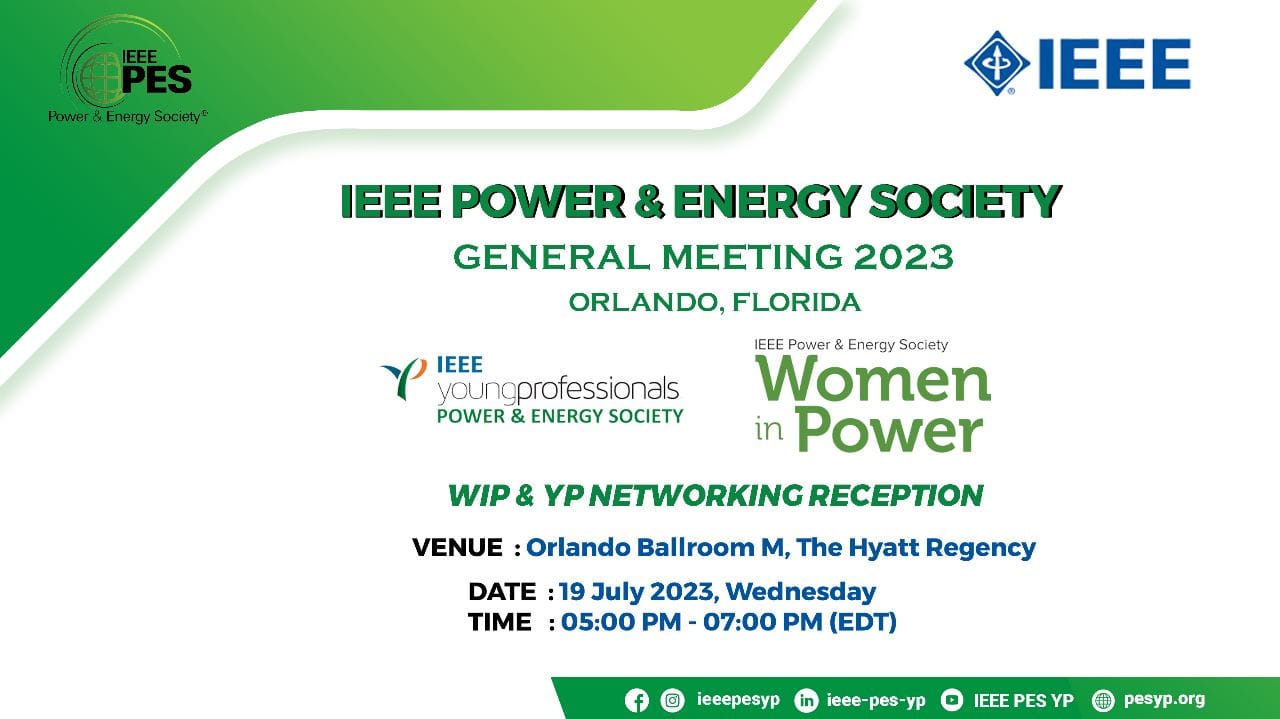 IEEE
PES
Power & Energy Society®
IEEE
®
IEEE POWER & ENERGY SOCIETY
GENERAL MEETING 2023
ORLANDO, FLORIDA
IEEE
youngprofessionals
POWER & ENERGY SOCIETY
IEEE Power & Energy Society
Women
in Power
WIP & YP NETWORKING RECEPTION
VENUE : Orlando Ballroom M, The Hyatt Regency
DATE : 19 July 2023, Wednesday
TIME : 05:00 PM - 07:00 PM (EDT)
ieeepesyp ieee-pes-yp IEEE PES YP pesyp.org